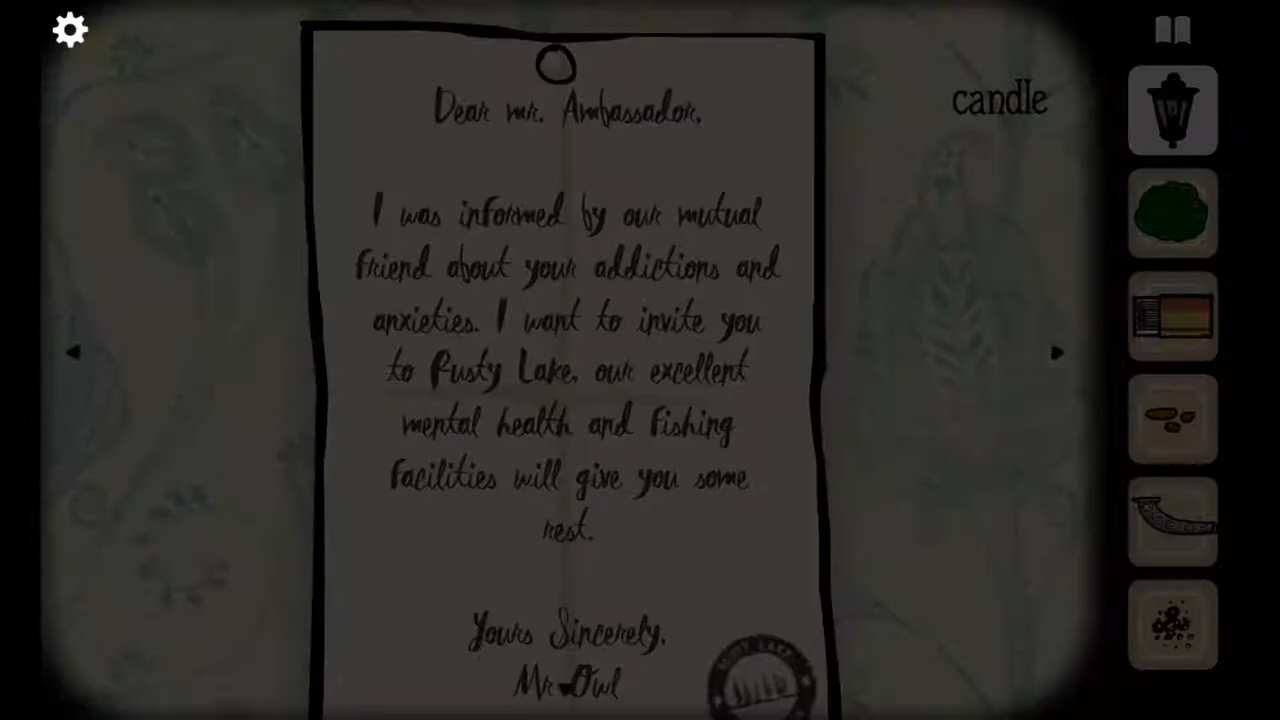 Dear mr. Ambassador,
candle
I was informed by our mutual
friend about your addictions and
anxieties. I want to invite you
to Rusty Lake, our excellent
mental health and fishing
facilities will give you some
rest.
Yours Sincerely,
Mr Owl